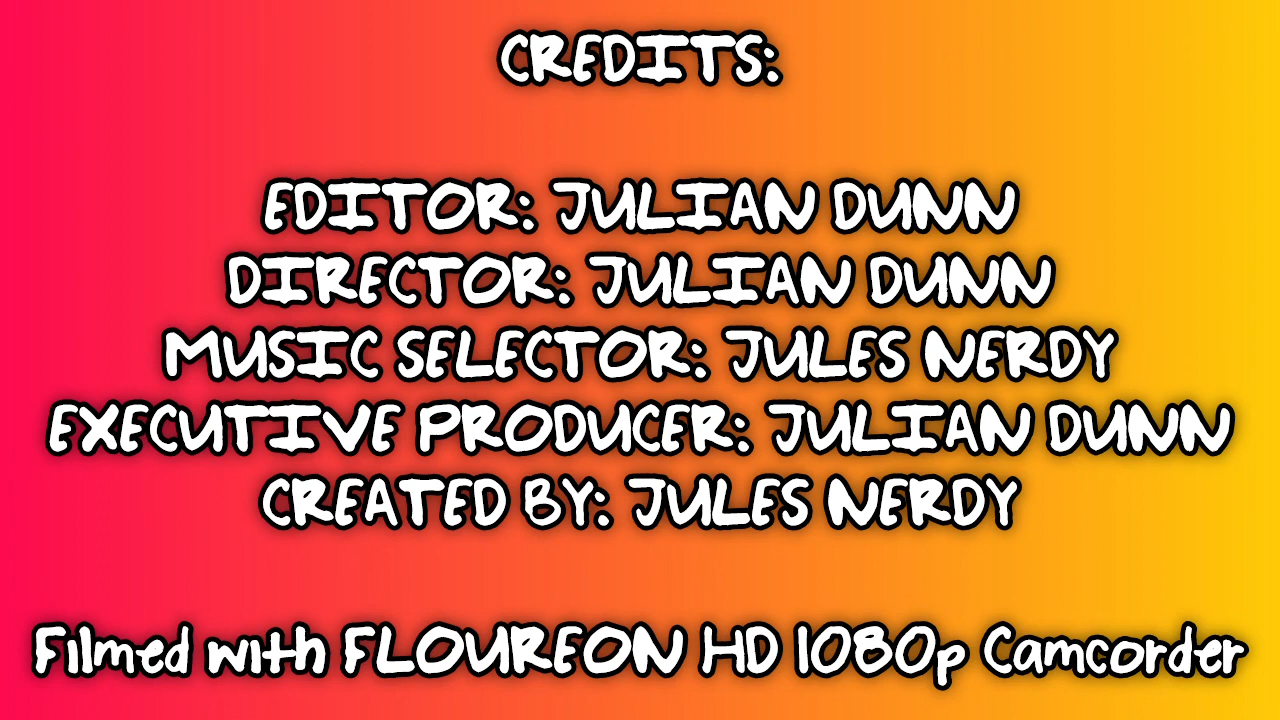 CREDITS:
EDITOR: JULIAN DUNN
DIRECTOR: JULIAN DUNN
MUSIC SELECTOR: JULES NERDY
EXECUTIVE PRODUCER: JULIAN DUNN
CREATED BY: JULES NERDY
Filmed with FLOUREON HD 1080p Camcorder